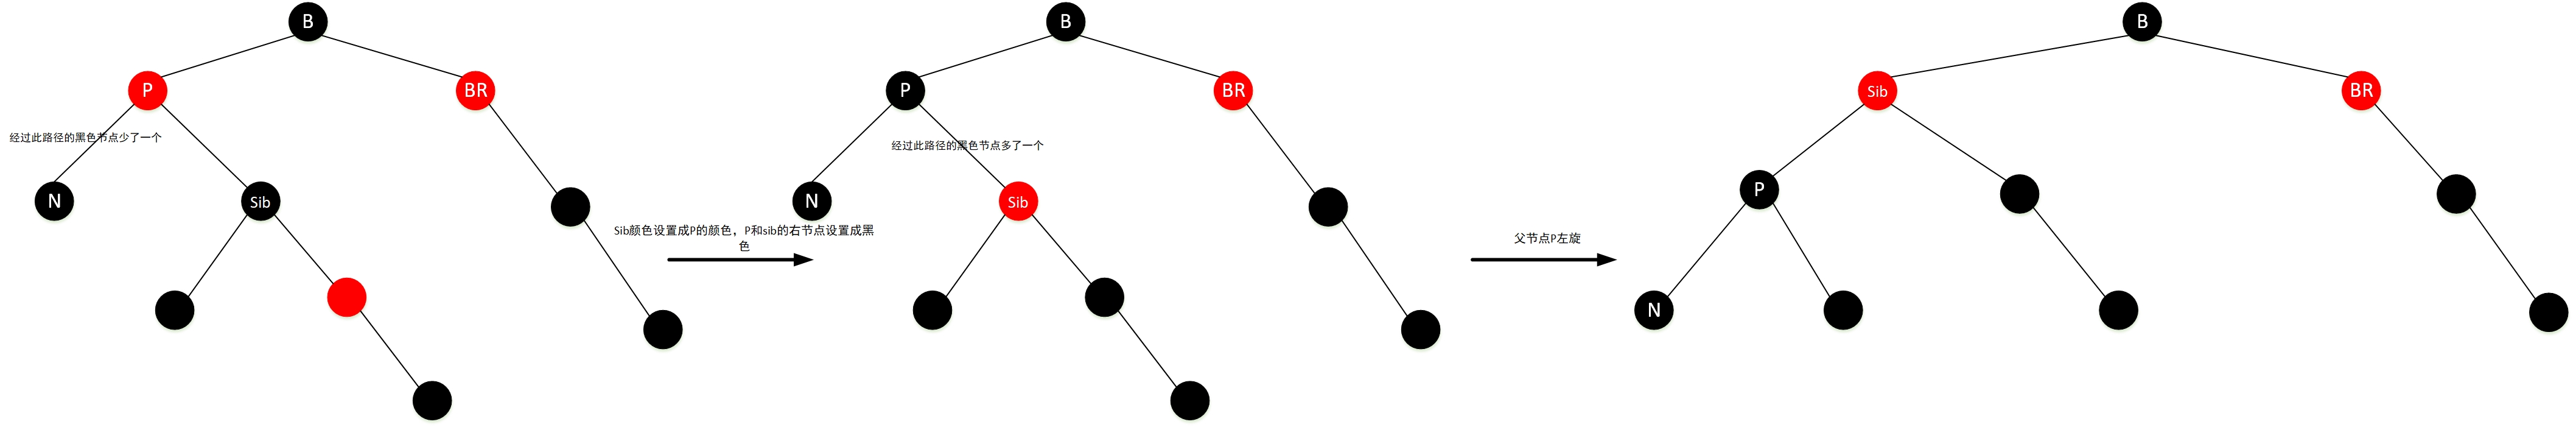 B
P
BR
经过此路径的黑色节点少了一个
N
Sib
Sib颜色设置成P的颜色，P和sib的右节点设置成黑
色
B
P
BR
经过此路径的黑色节点多了一个
N
Sib
父节点P左旋
B
Sib
BR
P
N